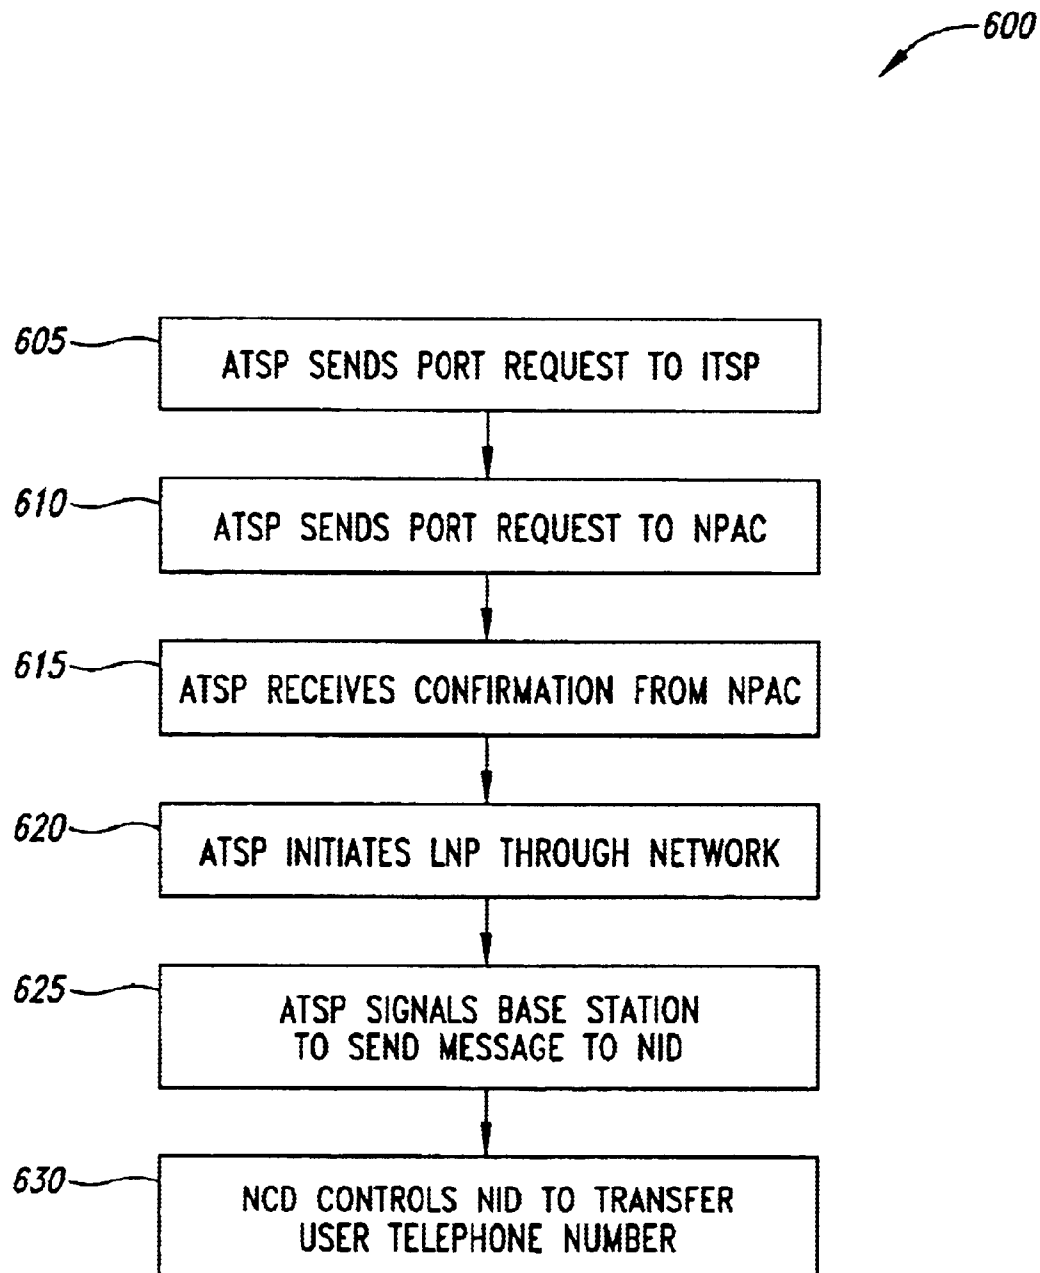 600
605
ATSP SENDS PORT REQUEST TO ITSP
610
ATSP SENDS PORT REQUEST TO NPAC
615
ATSP RECEIVES CONFIRMATION FROM NPAC
620
ATSP INITIATES LNP THROUGH NETWORK
625
ATSP SIGNALS BASE STATION
TO SEND MESSAGE TO NID
630
NCD CONTROLS NID TO TRANSFER
USER TELEPHONE NUMBER